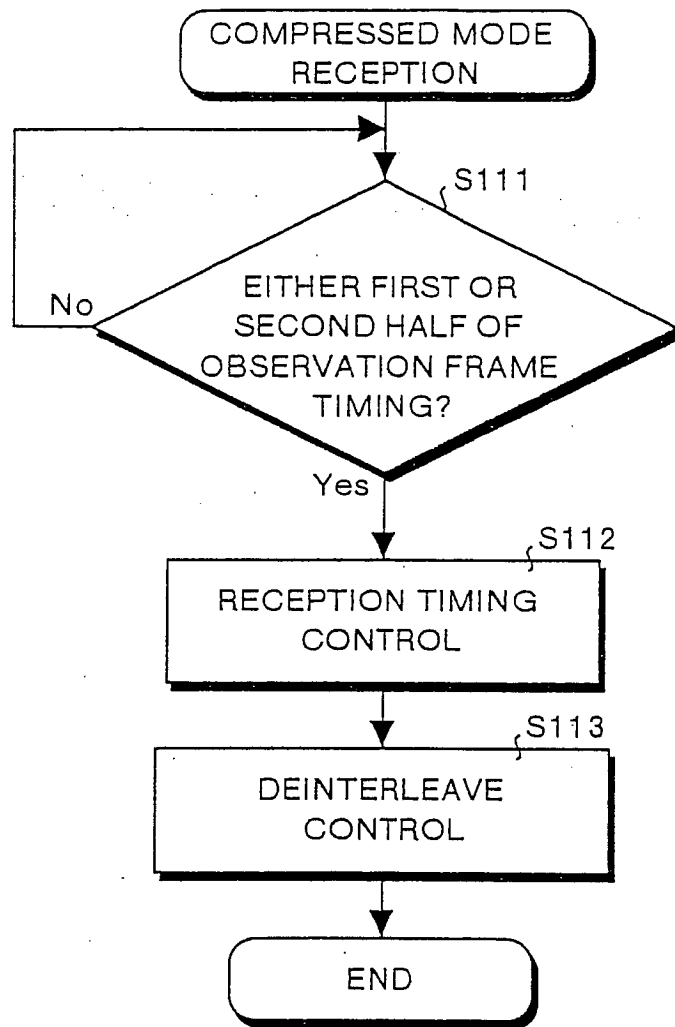 COMPRESSED MODE
RECEPTION
S111
EITHER FIRST OR
SECOND HALF OF
OBSERVATION FRAME
TIMING?
No
Yes
S112
RECEPTION TIMING
CONTROL
S113
DEINTERLEAVE
CONTROL
END